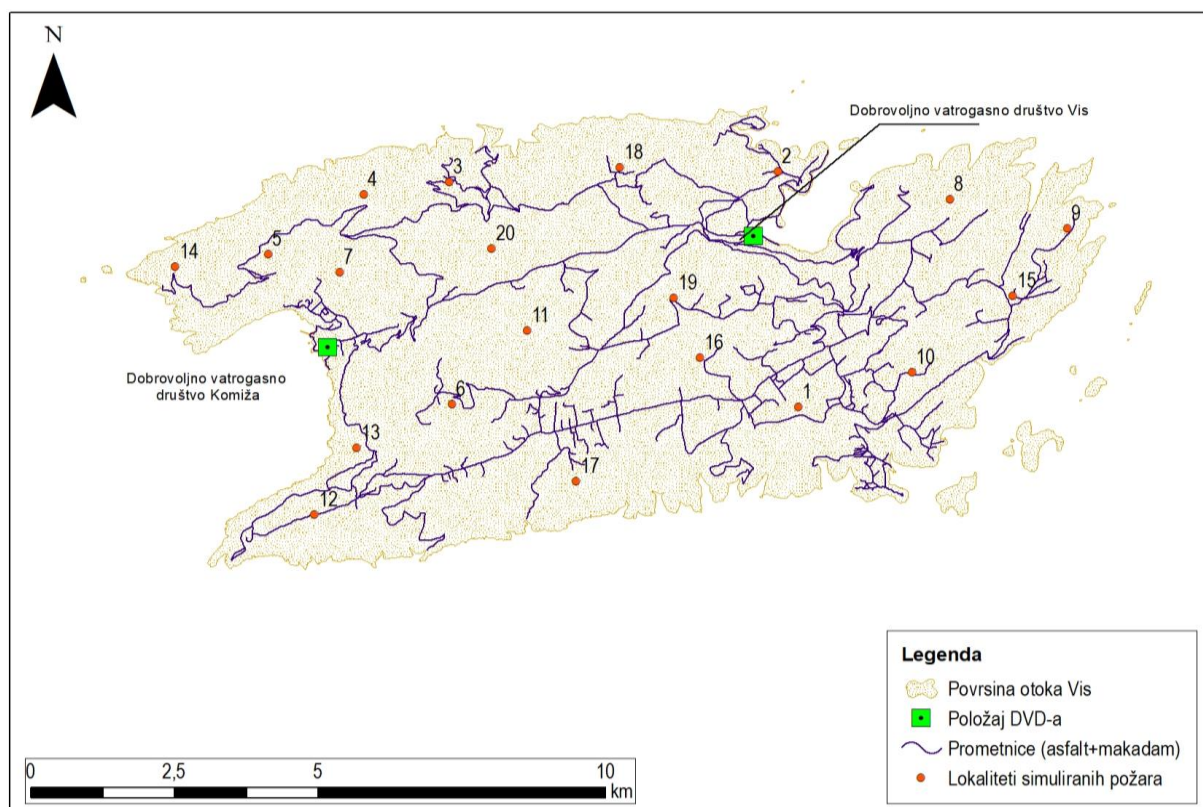 N
Dobrovoljno vatrogasno društvo Vis
18
2
3
4
8
9
20
5
14
7
15
19
11
16
10
Dobrovoljno vatrogasno
društvo Komiža
6
1
13
17
12
Legenda
Povrsina otoka Vis
Položaj DVD-a
Prometnice (asfalt+makadam)
Lokaliteti simuliranih požara
0 2,5 5 10
km